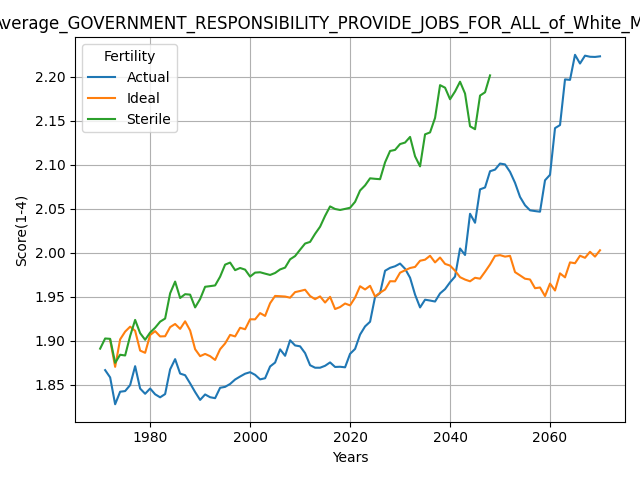 Average_GOVERNMENT_RESPONSIBILITY_PROVIDE_JOBS_FOR_ALL_of_White_M
Fertility
Actual
Ideal
Sterile
2.20
2.15
2.10
2.05
2.00
1.95
1.90
1.85
Score(1-4)
1980
2000
2020
2040
2060
Years